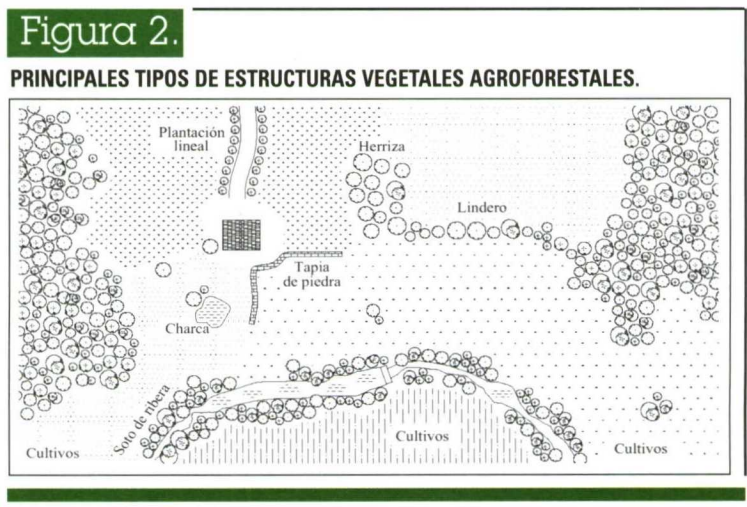 Figura 2.
PRINCIPALES TIPOS DE ESTRUCTURAS VEGETALES AGROFORESTALES.
Plantación
lineal
Herriza
Lindero
Tapia
de piedra
Charca
Soto de ribera
Cultivos
Cultivos
Cultivos